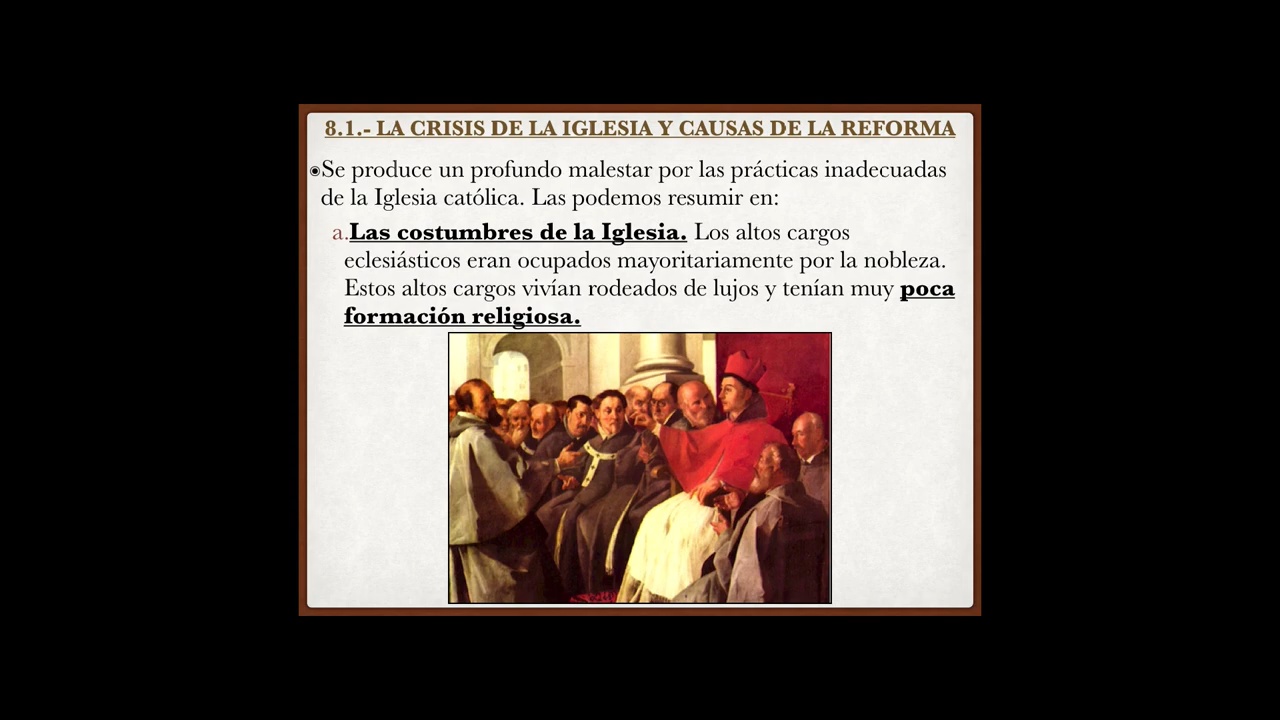 8.1.- LA CRISIS DE LA IGLESIA Y CAUSAS DE LA REFORMA
Se produce un profundo malestar por las prácticas inadecuadas
de la Iglesia católica. Las podemos resumir en:
a.Las costumbres de la Iglesia. Los altos cargos
eclesiásticos eran ocupados mayoritariamente por la nobleza.
Estos altos cargos vivían rodeados de lujos y tenían muy poca
formación religiosa.